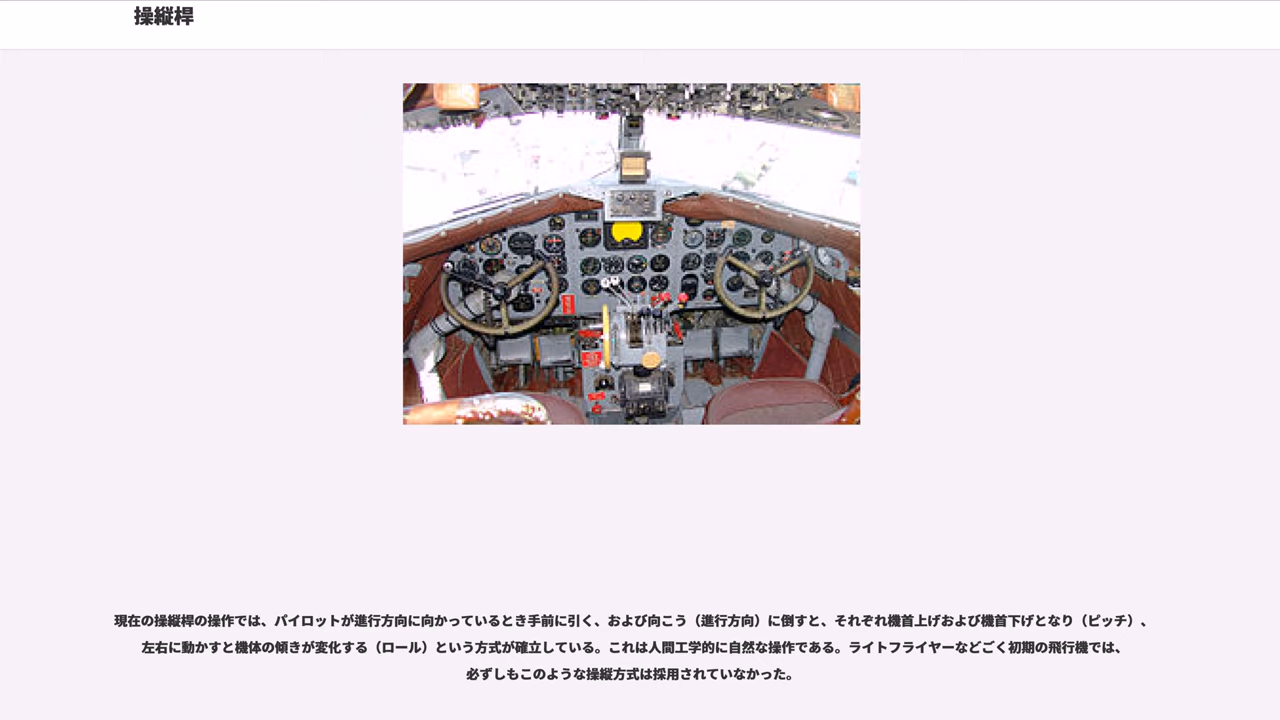 操縦桿
現在の操縦桿の操作では、パイロットが進行方向に向かっているとき手前に引く、および向こう（進行方向）に倒すと、それぞれ機首上げおよび機首下げとなり（ピッチ）、
左右に動かすと機体の傾きが変化する（ロール）という方式が確立している。これは人間工学的に自然な操作である。ライトフライヤーなどごく初期の飛行機では、
必ずしもこのような操縦方式は採用されていなかった。